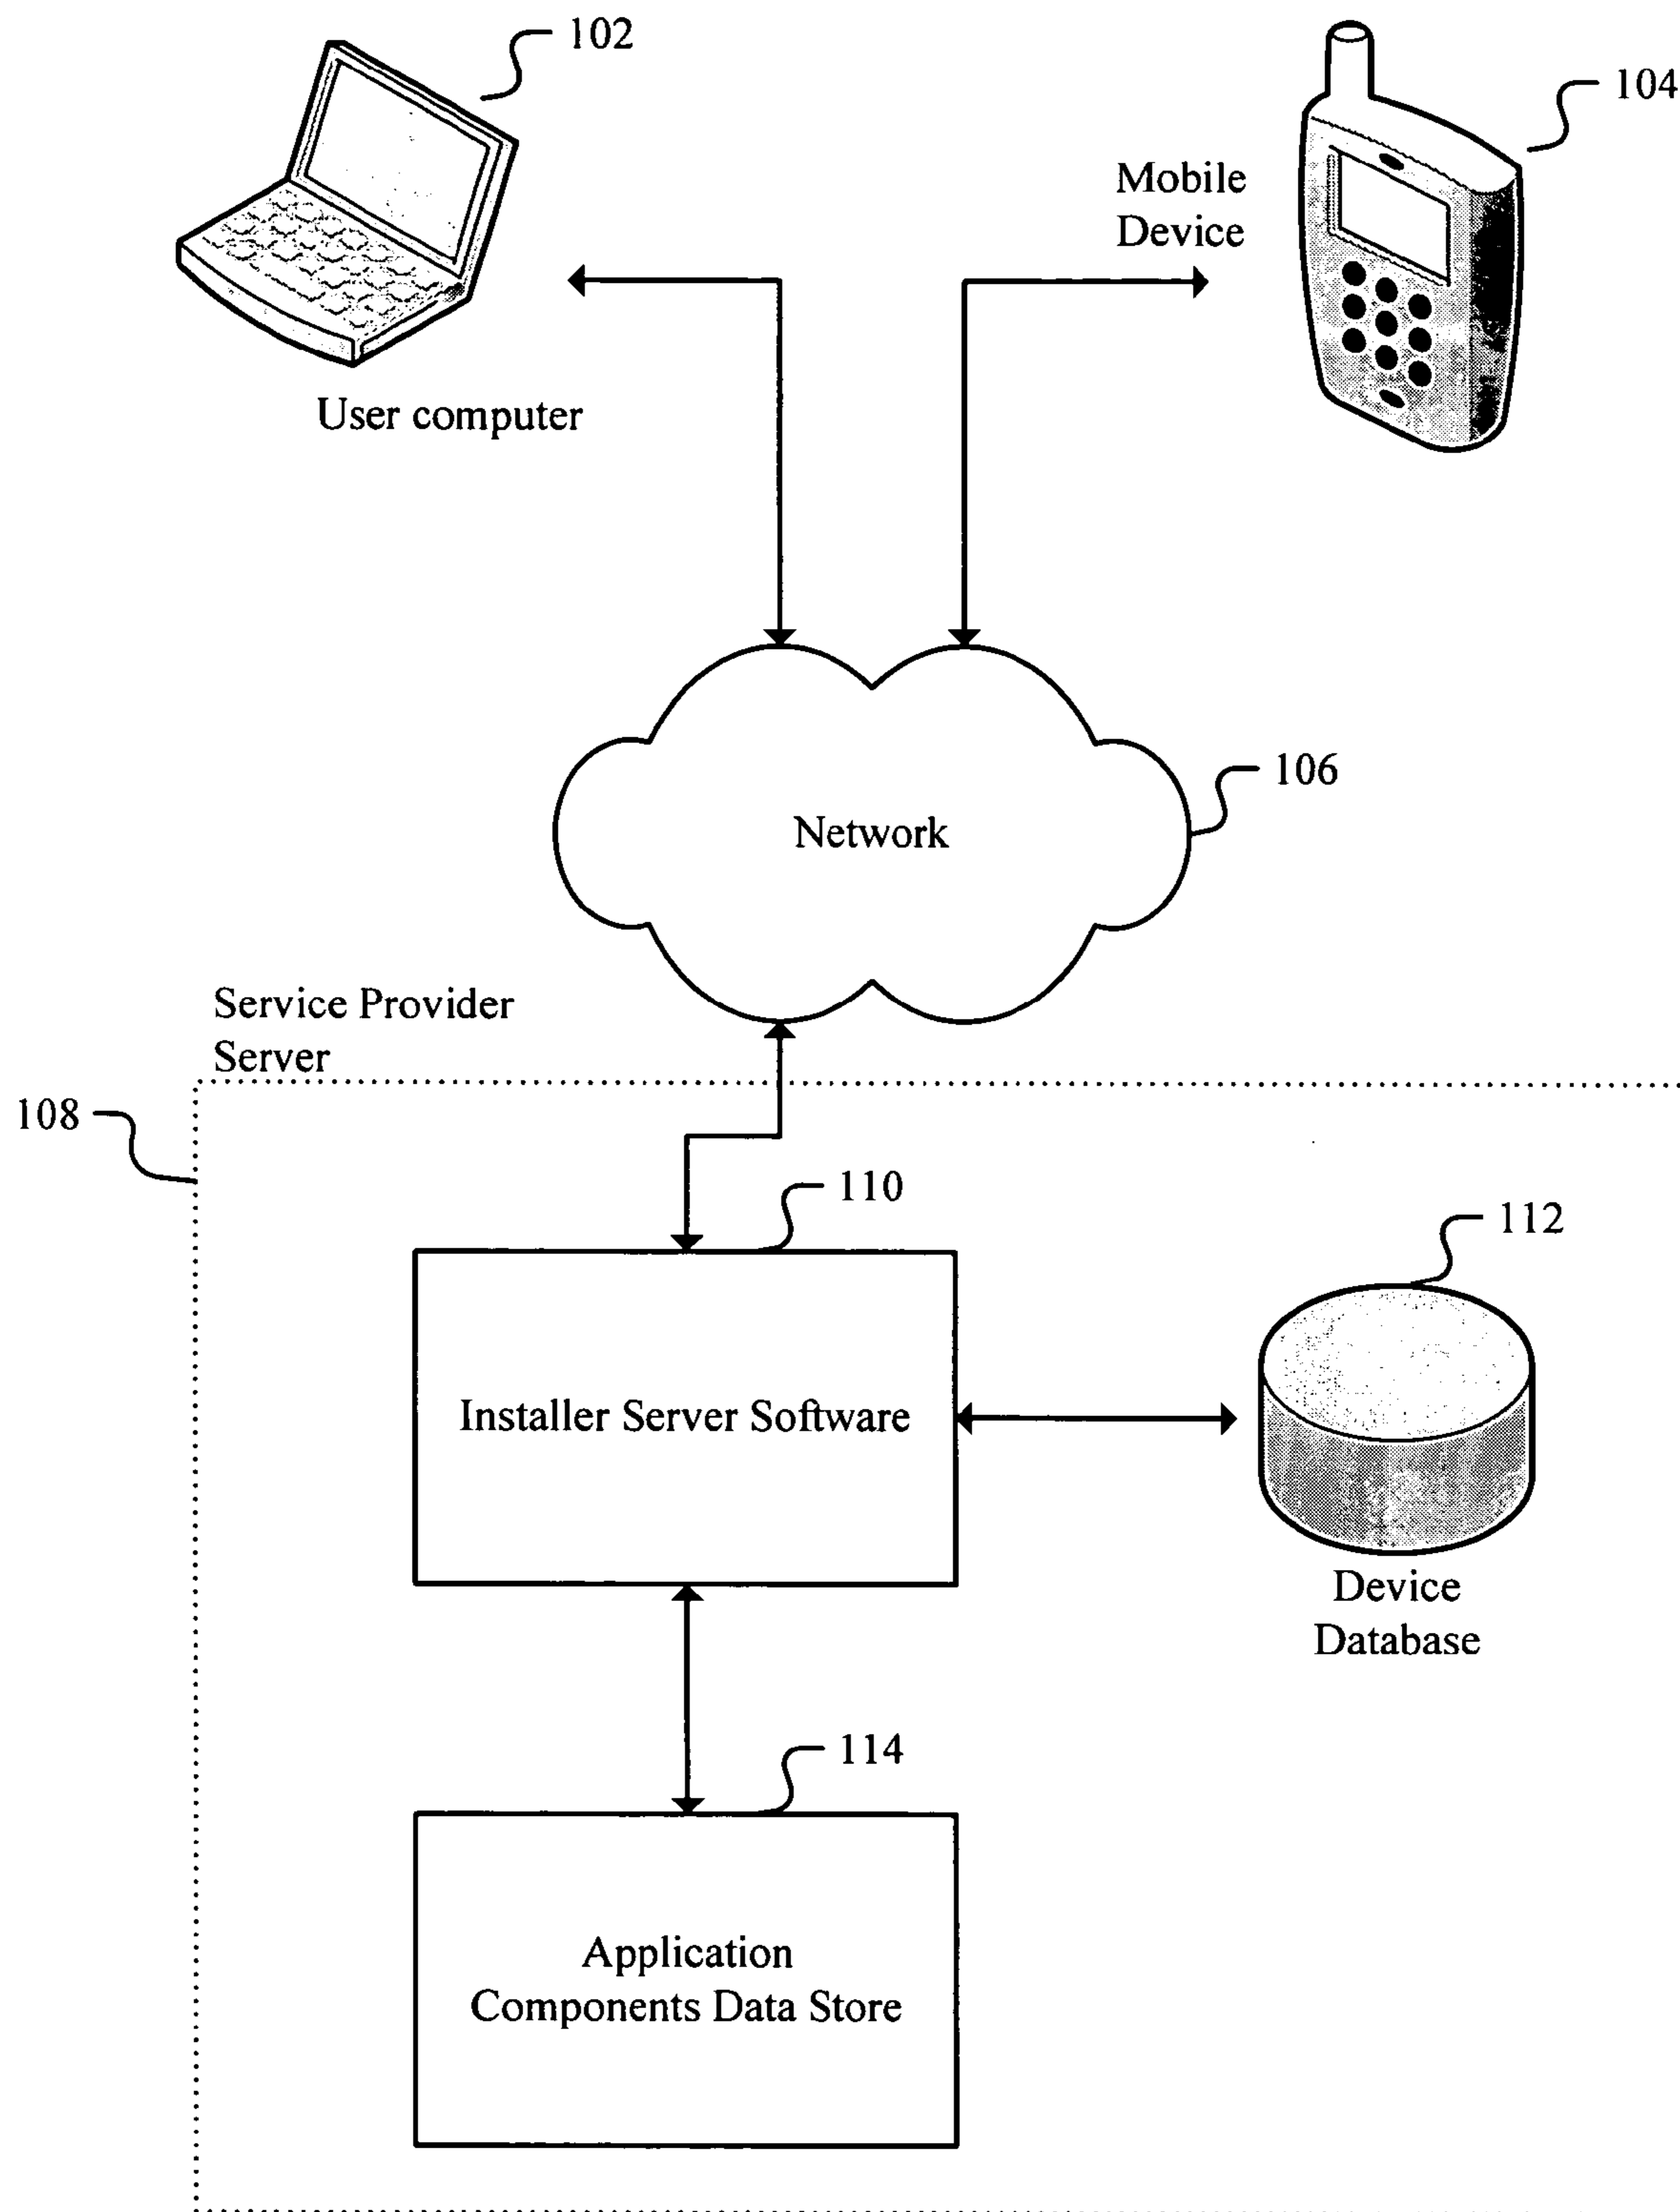 102
104
Mobile
Device
User computer
106
Network
Service Provider
Server
108
110
112
Installer Server Software
Device
Database
114
Application
Components Data Store